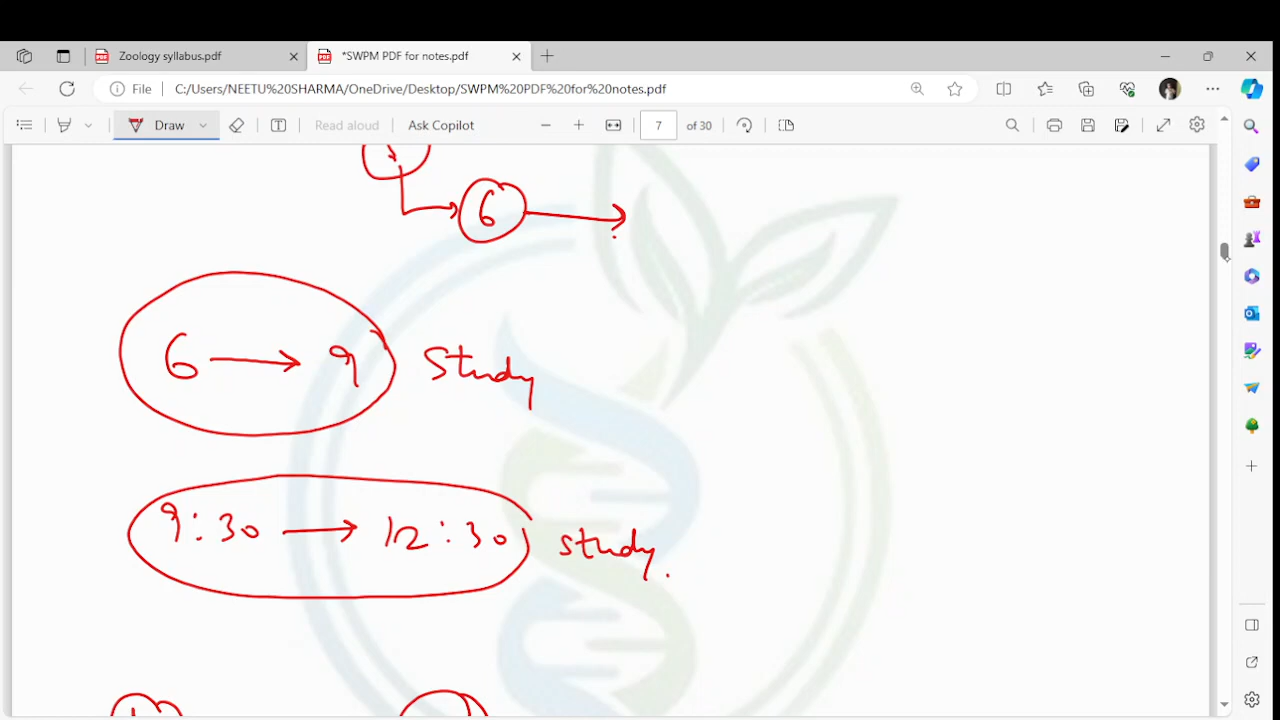 Zoology syllabus.pdf
*SWPM PDF for notes.pdf
File
C:/Users/NEETU%20SHARMA/OneDrive/Desktop/SWPM%20PDF%20for%20notes.pdf
Draw
Read aloud
Ask Copilot
7 of 30
6
6 → 9 Study
9:30 → 12:30 study.